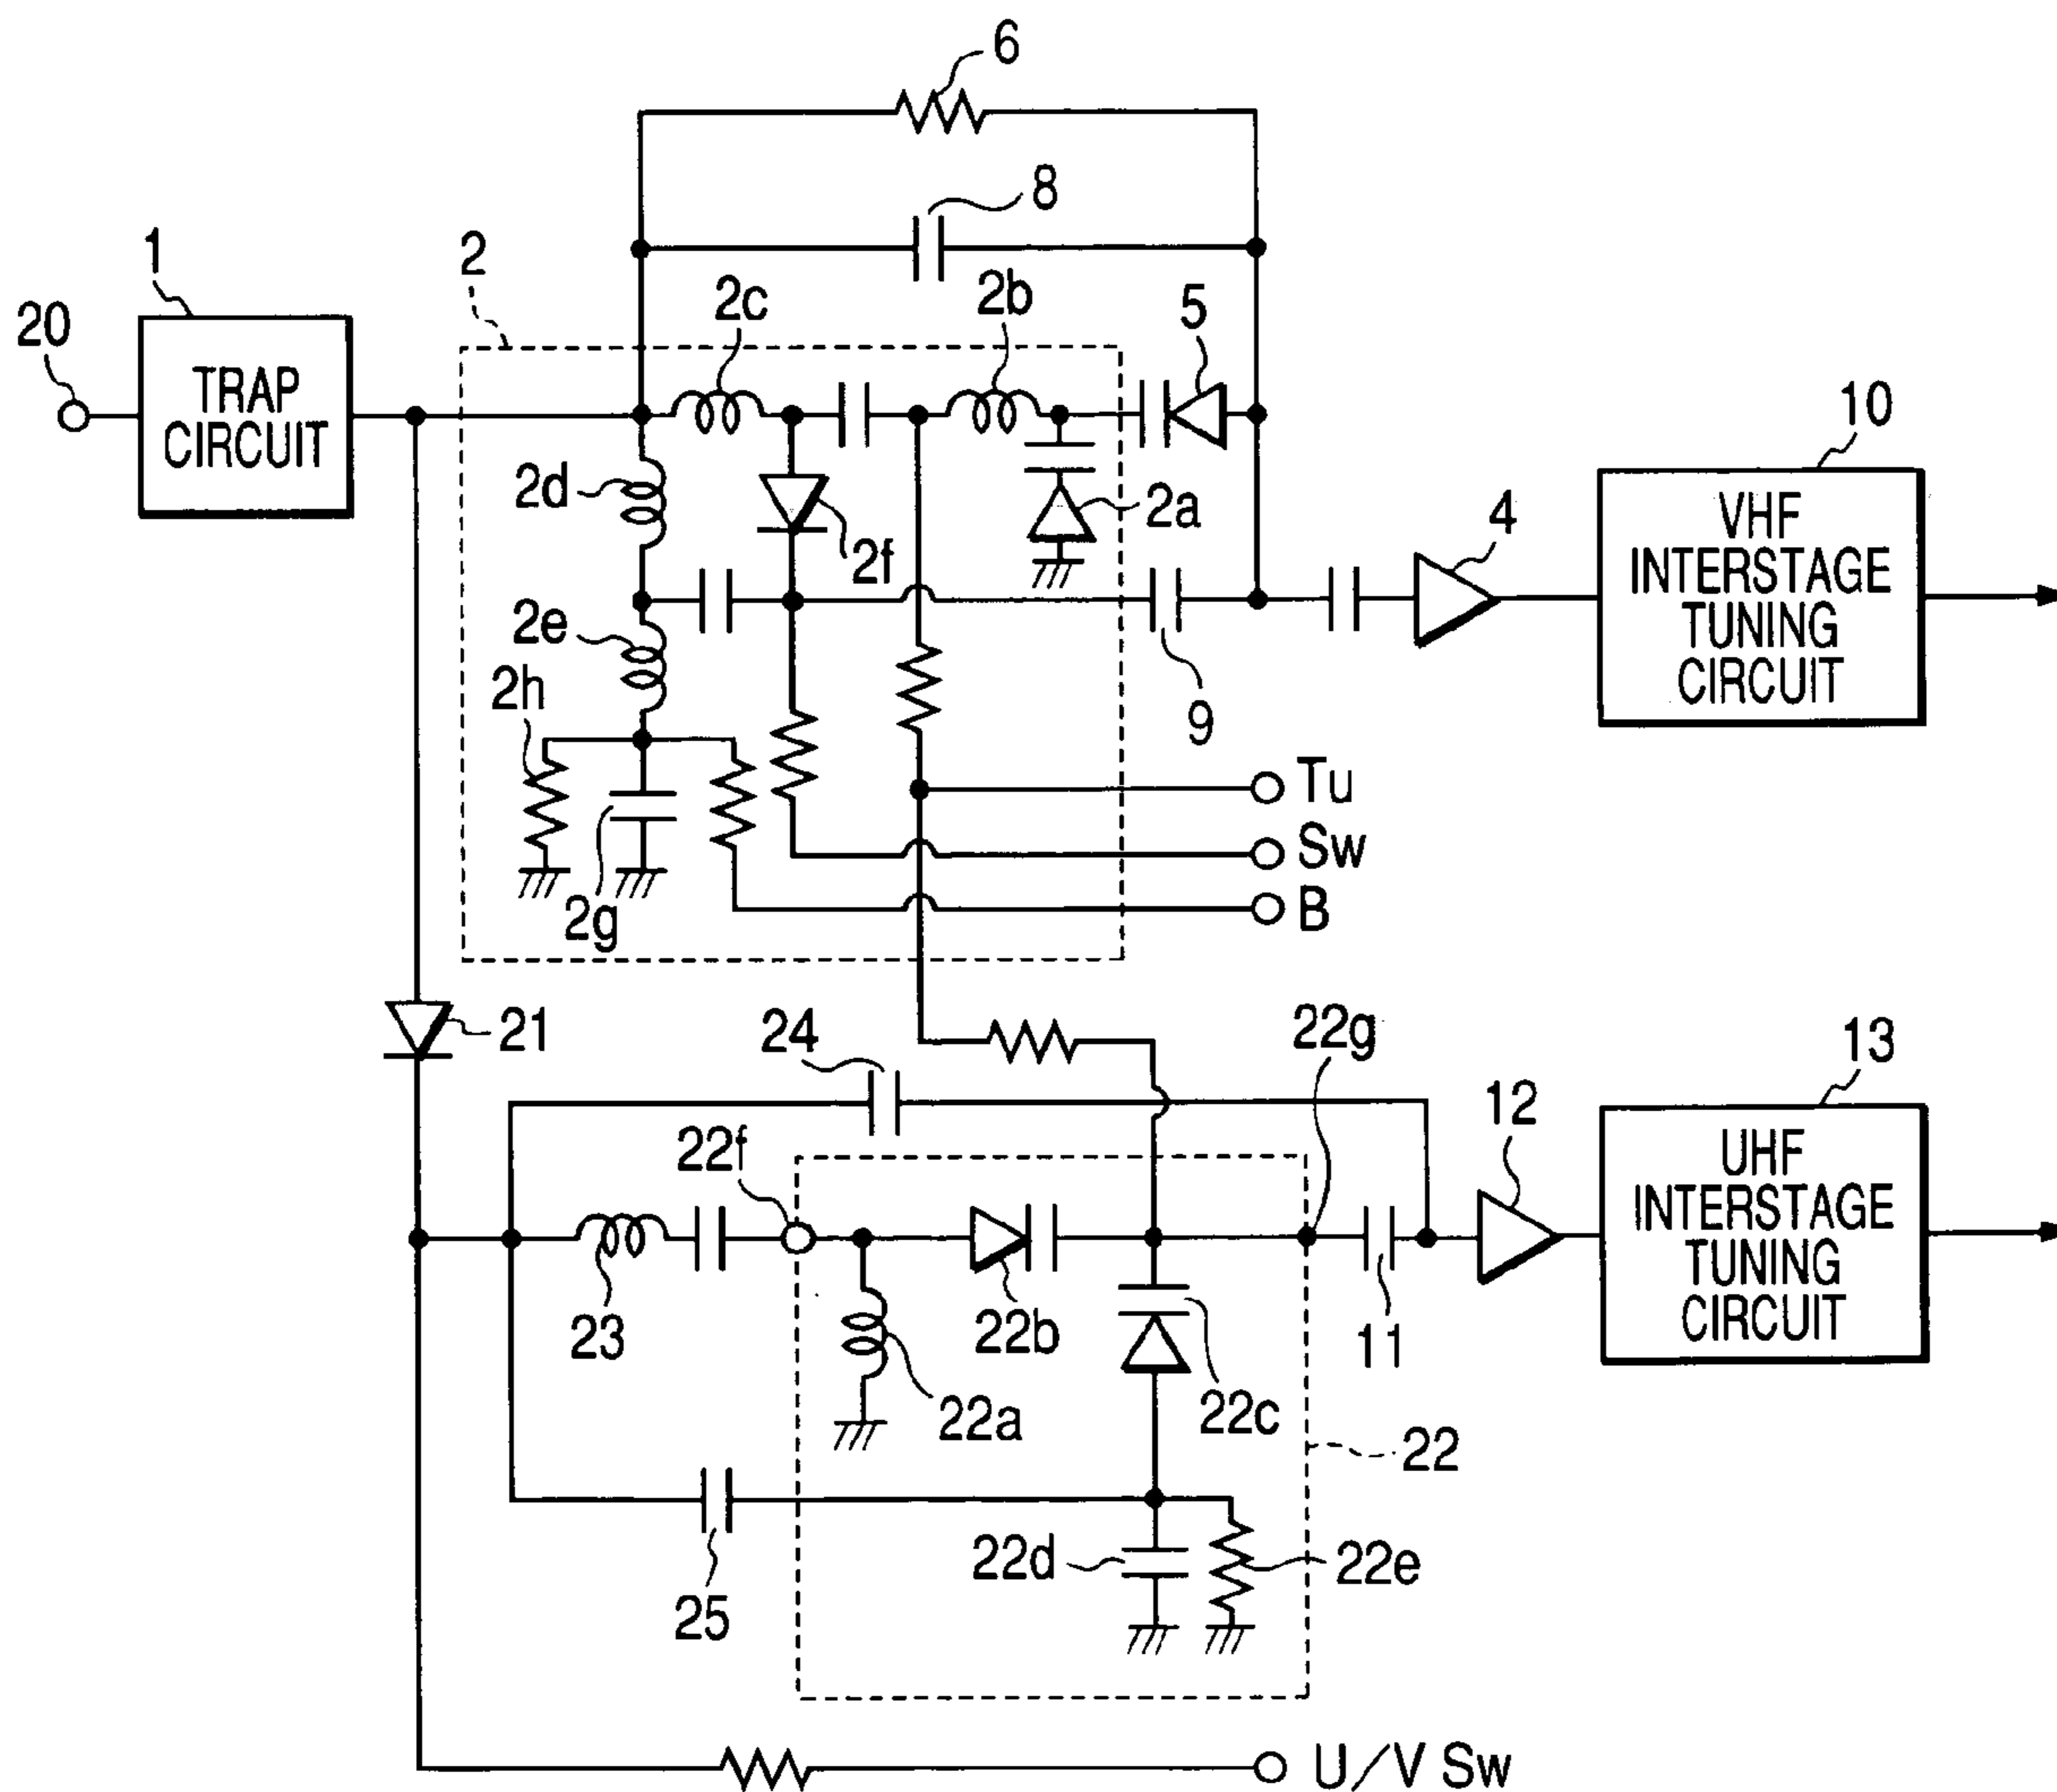 6
8
1
2
2c
2b
5
20
TRAP
CIRCUIT
10
2d
2a
4
VHF
INTERSTAGE
TUNING
CIRCUIT
2f
2e
2h
9
Tu
Sw
B
2g
21
24
22g
13
12
22f
UHF
INTERSTAGE
TUNING
CIRCUIT
23
22b
11
22a
22c
22
22d
22e
25
U/V Sw